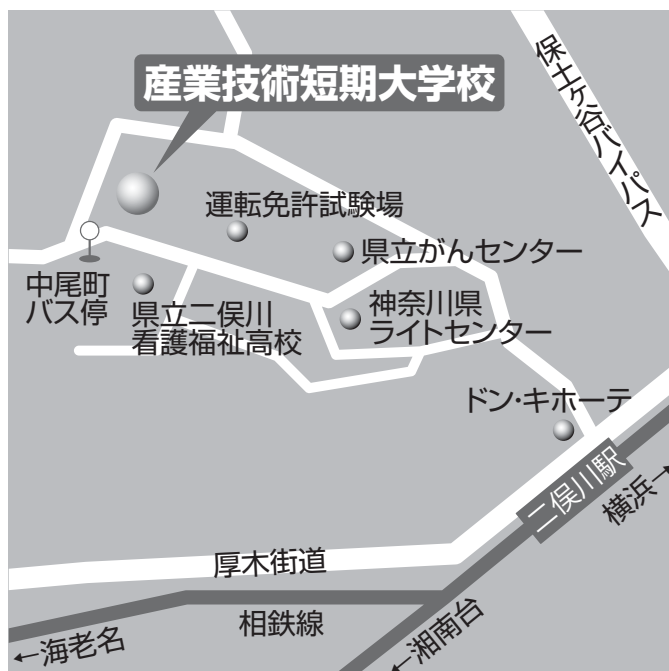 産業技術短期大学校
保土ヶ谷バイパス
運転免許試験場
県立がんセンター
中尾町
バス停
県立二俣川
看護福祉高校
神奈川県
ライトセンター
ドン・キホーテ
二俣川駅
横浜→
厚木街道
相鉄線
←海老名
←湘南台